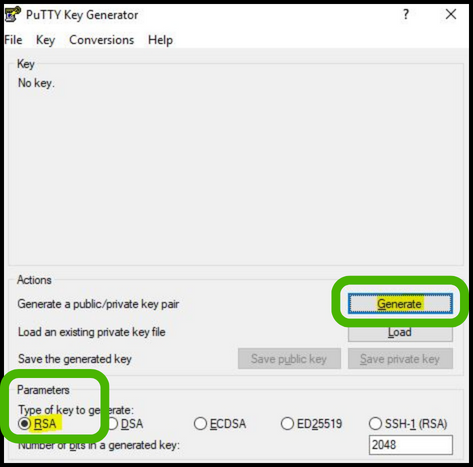 PuTTY Key Generator ? ×
File Key Conversions Help
Key
No key.
Actions
Generate a public/private key pair Generate
Load an existing private key file Load
Save the generated key Save public key Save private key
Parameters
Type of key to generate:
RSA DSA ECDSA ED25519 SSH-1 (RSA)
Number of bits in a generated key: 2048